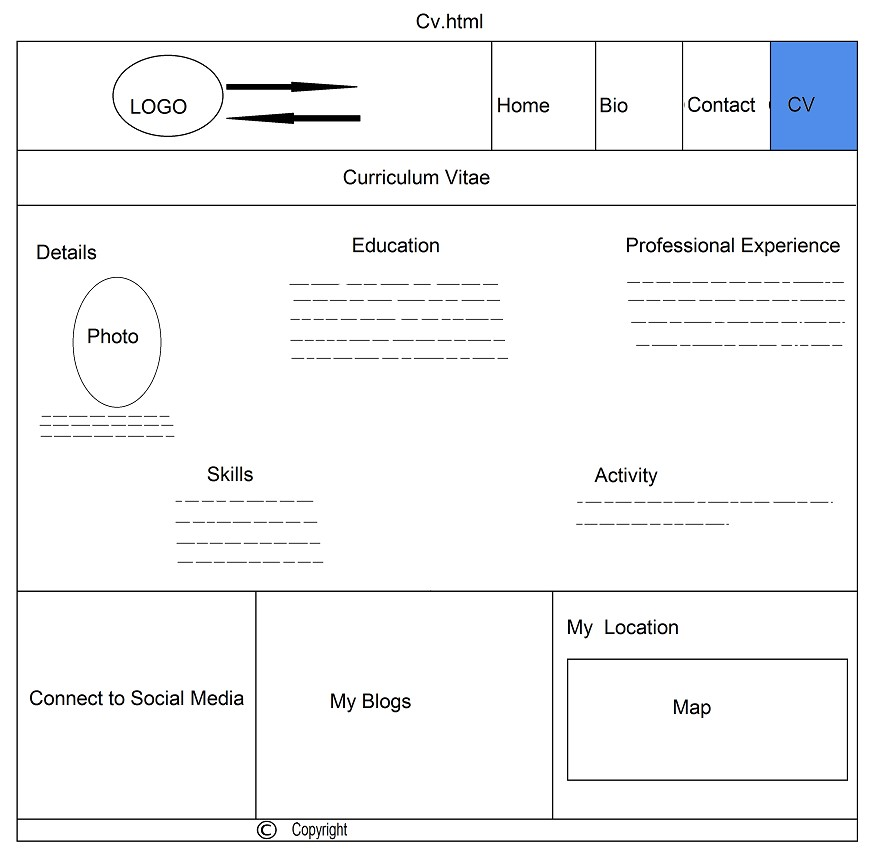 Cv.html
LOGO
Home
Bio
Contact
CV
Curriculum Vitae
Details
Education
Professional Experience
Photo
Skills
Activity
Connect to Social Media
My Blogs
My Location
Map
© Copyright